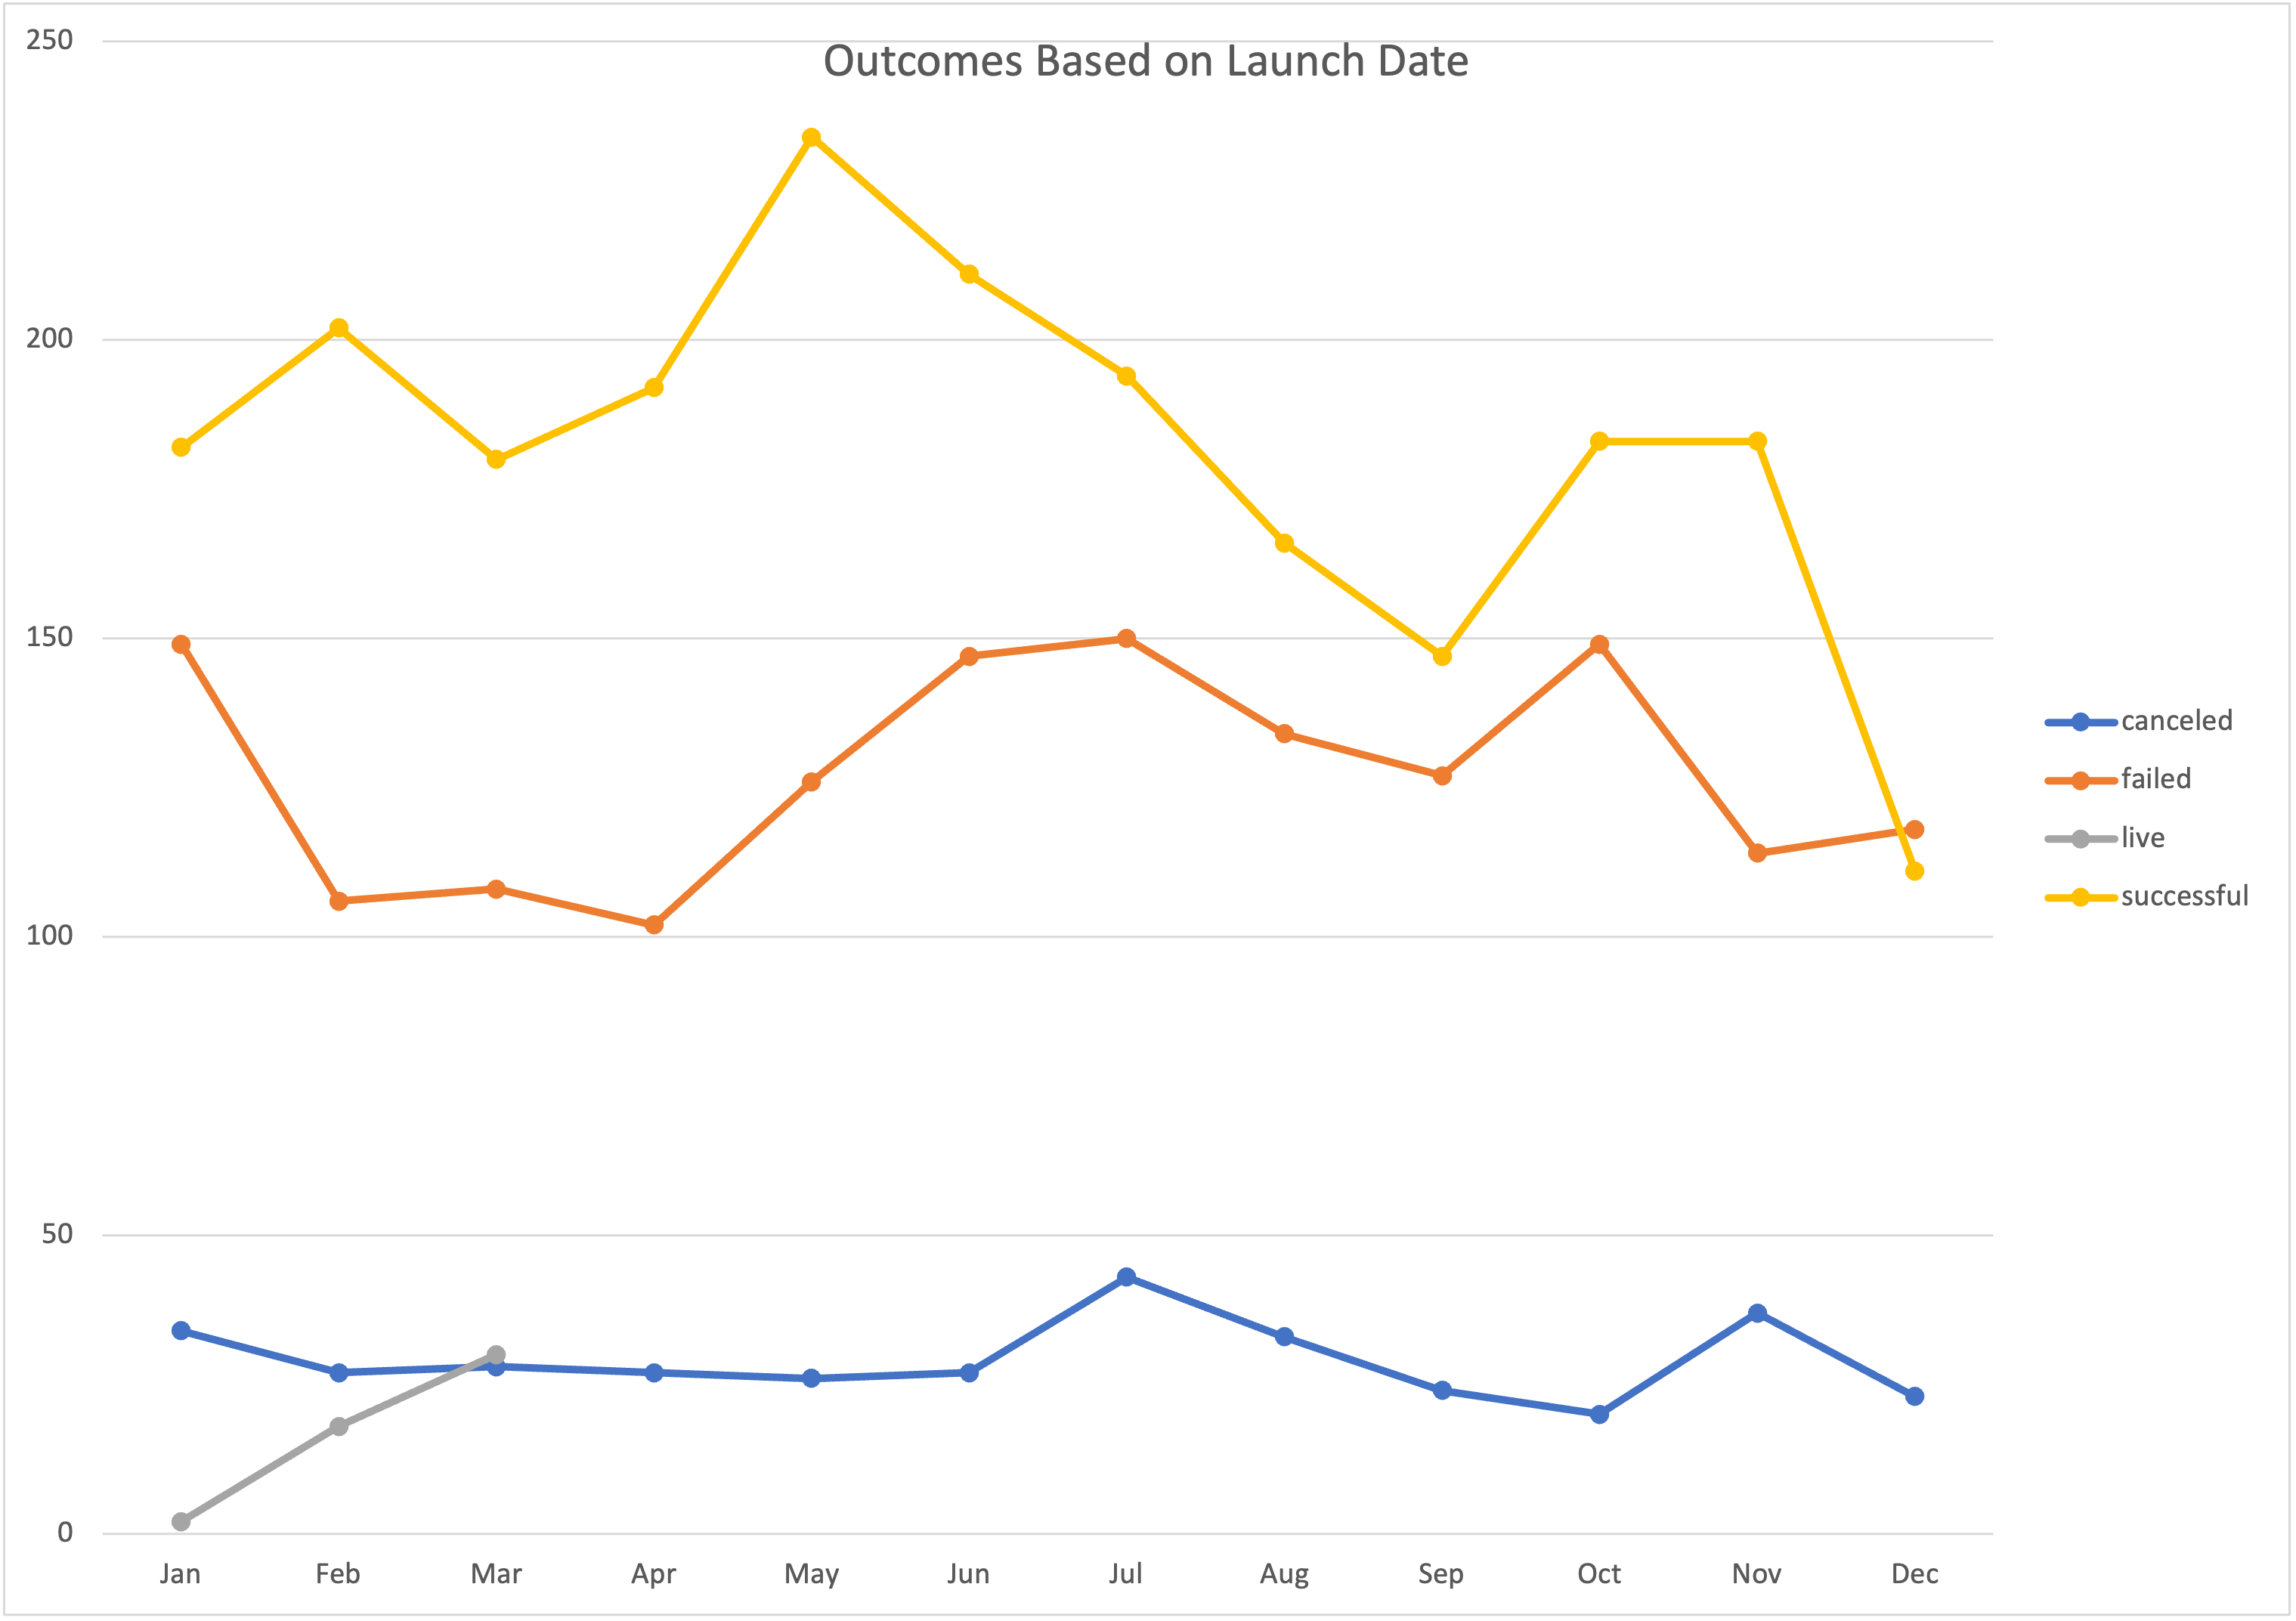 Outcomes Based on Launch Date
250
200
150
100
50
0
Jan Feb Mar Apr May Jun Jul Aug Sep Oct Nov Dec
canceled
failed
live
successful